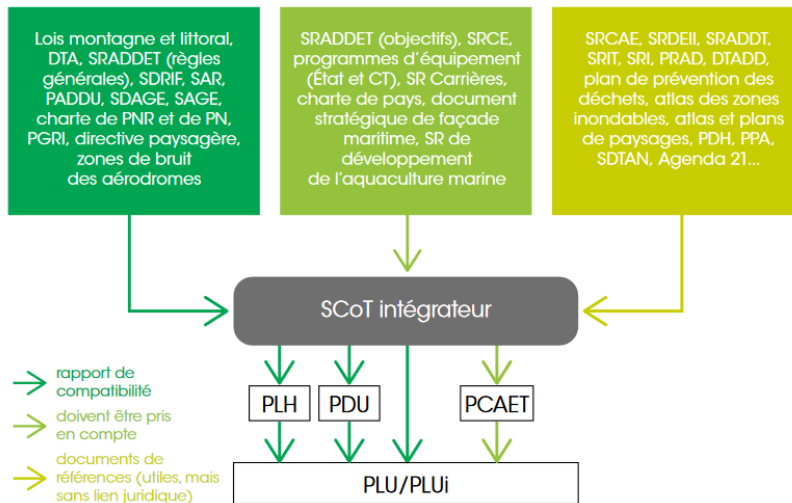 Lois montagne et littoral,
DTA, SRADDET (règles
générales), SDRIF, SAR,
PADDU, SDAGE, SAGE,
charte de PNR et de PN,
PGRI, directive paysagère,
zones de bruit
des aérodromes
SRADDET (objectifs), SRCE,
programmes d’équipement
(État et CT), SR Carrières,
charte de pays, document
stratégique de façade
maritime, SR de
développement
de l’aquaculture marine
SRCAE, SRDEII, SRADDT,
SRIT, SRI, PRAD, DTADD,
plan de prévention des
déchets, atlas des zones
inondables, atlas et plans
de paysages, PDH, PPA,
SDTAN, Agenda 21...
SCoT intégrateur
rapport de
compatibilité
doivent être pris
en compte
documents de
références (utiles, mais
sans lien juridique)
PLH
PDU
PCAET
PLU/PLUi